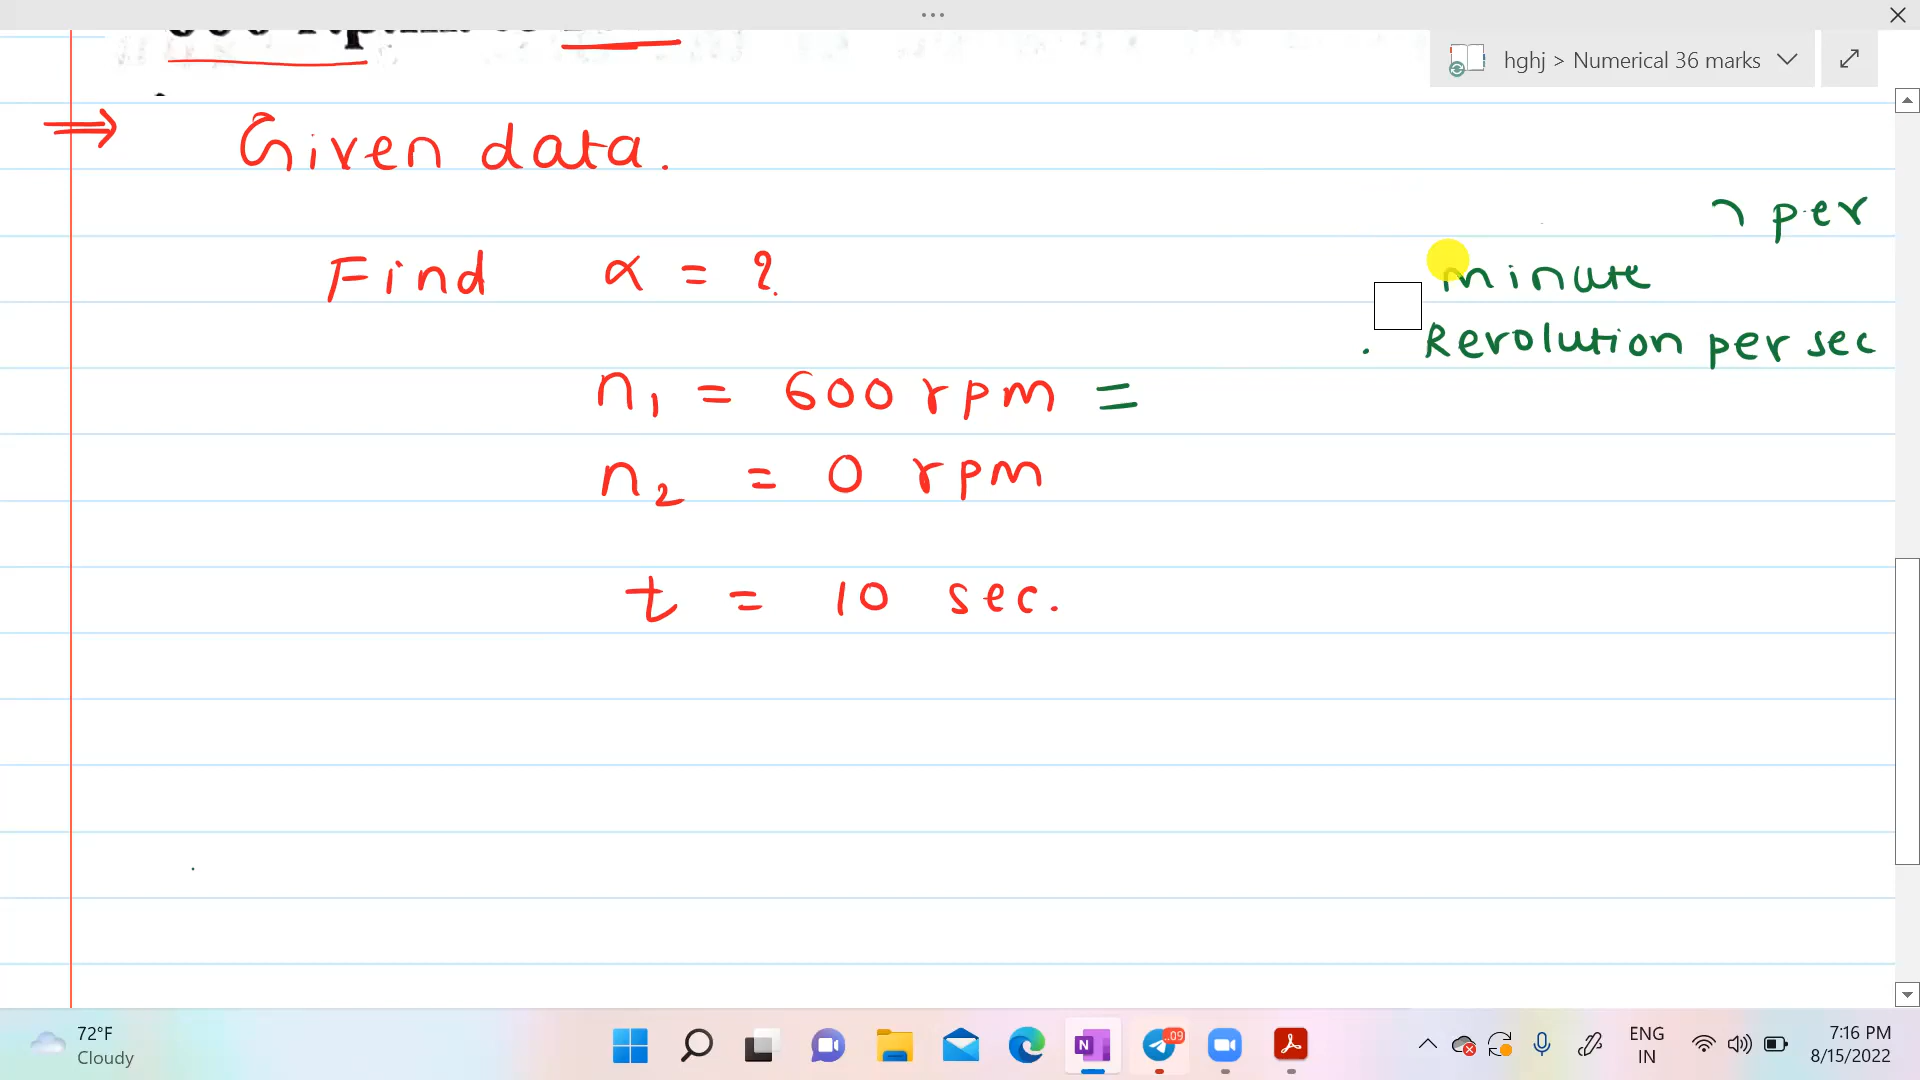 hghj > Numerical 36 marks
Given data.
per
Find α = ?
minute
Revolution per sec
n1 = 600 rpm =
n2 = 0 rpm
t = 10 sec.
72°F
Cloudy
..09
ENG
IN
7:16 PM
8/15/2022